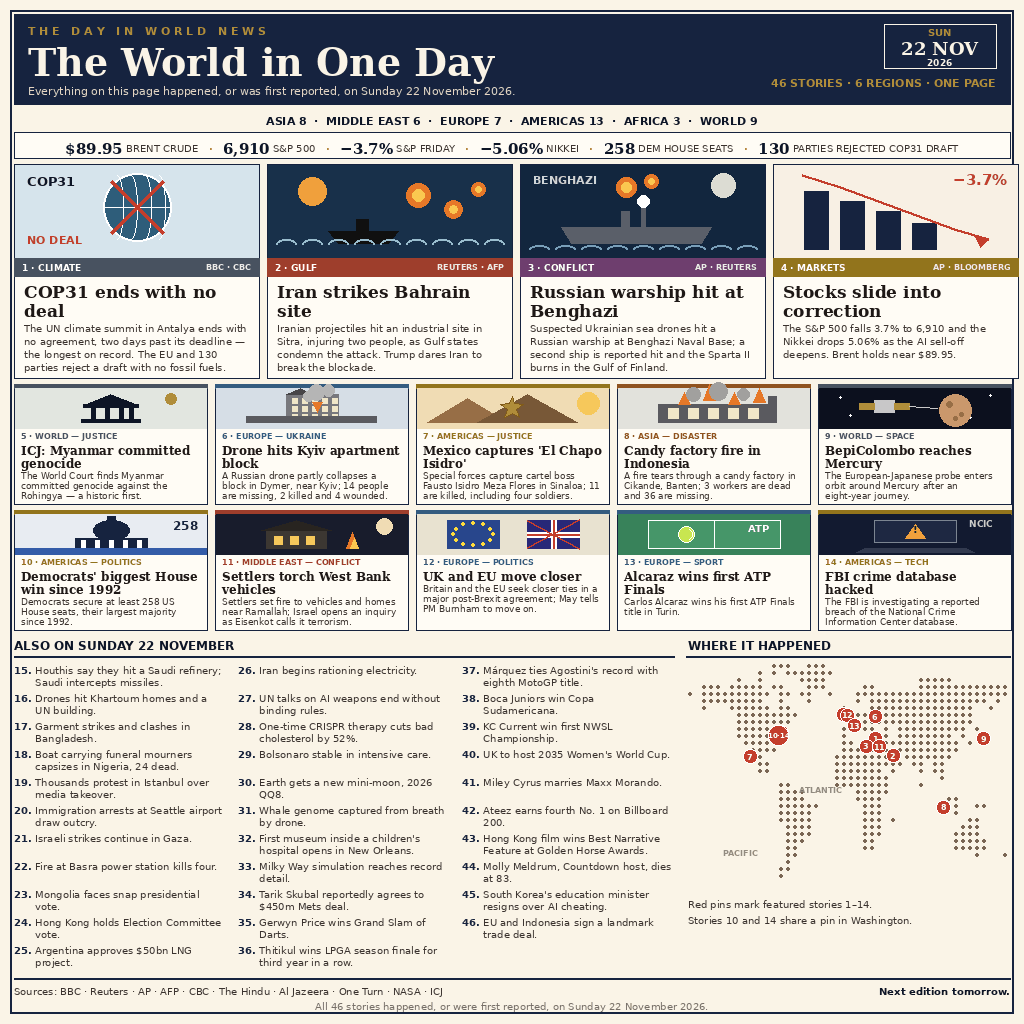 THE DAY IN WORLD NEWS
The World in One Day
Everything on this page happened, or was first reported, on Sunday 22 November 2026.
SUN
22 NOV
2026
46 STORIES · 6 REGIONS · ONE PAGE
ASIA 8 · MIDDLE EAST 6 · EUROPE 7 · AMERICAS 13 · AFRICA 3 · WORLD 9
$89.95 BRENT CRUDE · 6,910 S&P 500 · −3.7% S&P FRIDAY · −5.06% NIKKEI · 258 DEM HOUSE SEATS · 130 PARTIES REJECTED COP31 DRAFT
COP31
NO DEAL
1 · CLIMATE
BBC · CBC
COP31 ends with no
deal
The UN climate summit in Antalya ends with
no agreement, two days past its deadline —
the longest on record. The EU and 130
parties reject a draft with no fossil fuels.
2 · GULF
REUTERS · AFP
Iran strikes Bahrain
site
Iranian projectiles hit an industrial site in
Sitra, injuring two people, as Gulf states
condemn the attack. Trump dares Iran to
break the blockade.
BENGHAZI
3 · CONFLICT
AP · REUTERS
Russian warship hit at
Benghazi
Suspected Ukrainian sea drones hit a
Russian warship at Benghazi Naval Base; a
second ship is reported hit and the Sparta II
burns in the Gulf of Finland.
−3.7%
4 · MARKETS
AP · BLOOMBERG
Stocks slide into
correction
The S&P 500 falls 3.7% to 6,910 and the
Nikkei drops 5.06% as the AI sell-off
deepens. Brent holds near $89.95.
5 · WORLD — JUSTICE
ICJ: Myanmar committed
genocide
The World Court finds Myanmar
committed genocide against the
Rohingya — a historic first.
6 · EUROPE — UKRAINE
Drone hits Kyiv apartment
block
A Russian drone partly collapses a
block in Dymer, near Kyiv; 14 people
are missing, 2 killed and 4 wounded.
7 · AMERICAS — JUSTICE
Mexico captures 'El Chapo
Isidro'
Special forces capture cartel boss
Fausto Isidro Meza Flores in Sinaloa; 11
are killed, including four soldiers.
8 · ASIA — DISASTER
Candy factory fire in
Indonesia
A fire tears through a candy factory in
Cikande, Banten; 3 workers are dead
and 36 are missing.
9 · WORLD — SPACE
BepiColombo reaches
Mercury
The European-Japanese probe enters
orbit around Mercury after an
eight-year journey.
258
10 · AMERICAS — POLITICS
Democrats' biggest House
win since 1992
Democrats secure at least 258 US
House seats, their largest majority
since 1992.
11 · MIDDLE EAST — CONFLICT
Settlers torch West Bank
vehicles
Settlers set fire to vehicles and homes
near Ramallah; Israel opens an inquiry
as Eisenkot calls it terrorism.
12 · EUROPE — POLITICS
UK and EU move closer
Britain and the EU seek closer ties in a
major post-Brexit agreement; May tells
PM Burnham to move on.
ATP
13 · EUROPE — SPORT
Alcaraz wins first ATP
Finals
Carlos Alcaraz wins his first ATP Finals
title in Turin.
NCIC
14 · AMERICAS — TECH
FBI crime database
hacked
The FBI is investigating a reported
breach of the National Crime
Information Center database.
ALSO ON SUNDAY 22 NOVEMBER
15. Houthis say they hit a Saudi refinery;
Saudi intercepts missiles.
16. Drones hit Khartoum homes and a
UN building.
17. Garment strikes and clashes in
Bangladesh.
18. Boat carrying funeral mourners
capsizes in Nigeria, 24 dead.
19. Thousands protest in Istanbul over
media takeover.
20. Immigration arrests at Seattle airport
draw outcry.
21. Israeli strikes continue in Gaza.
22. Fire at Basra power station kills four.
23. Mongolia faces snap presidential
vote.
24. Hong Kong holds Election Committee
vote.
25. Argentina approves $50bn LNG
project.
26. Iran begins rationing electricity.
27. UN talks on AI weapons end without
binding rules.
28. One-time CRISPR therapy cuts bad
cholesterol by 52%.
29. Bolsonaro stable in intensive care.
30. Earth gets a new mini-moon, 2026
QQ8.
31. Whale genome captured from breath
by drone.
32. First museum inside a children's
hospital opens in New Orleans.
33. Milky Way simulation reaches record
detail.
34. Tarik Skubal reportedly agrees to
$450m Mets deal.
35. Gerwyn Price wins Grand Slam of
Darts.
36. Thitikul wins LPGA season finale for
third year in a row.
37. Márquez ties Agostini's record with
eighth MotoGP title.
38. Boca Juniors win Copa
Sudamericana.
39. KC Current win first NWSL
Championship.
40. UK to host 2035 Women's World Cup.
41. Miley Cyrus marries Maxx Morando.
42. Ateez earns fourth No. 1 on Billboard
200.
43. Hong Kong film wins Best Narrative
Feature at Golden Horse Awards.
44. Molly Meldrum, Countdown host, dies
at 83.
45. South Korea's education minister
resigns over AI cheating.
46. EU and Indonesia sign a landmark
trade deal.
WHERE IT HAPPENED
12
6
13
10·14
1
9
3
11
7
2
ATLANTIC
8
PACIFIC
Red pins mark featured stories 1–14.
Stories 10 and 14 share a pin in Washington.
Sources: BBC · Reuters · AP · AFP · CBC · The Hindu · Al Jazeera · One Turn · NASA · ICJ
Next edition tomorrow.
All 46 stories happened, or were first reported, on Sunday 22 November 2026.